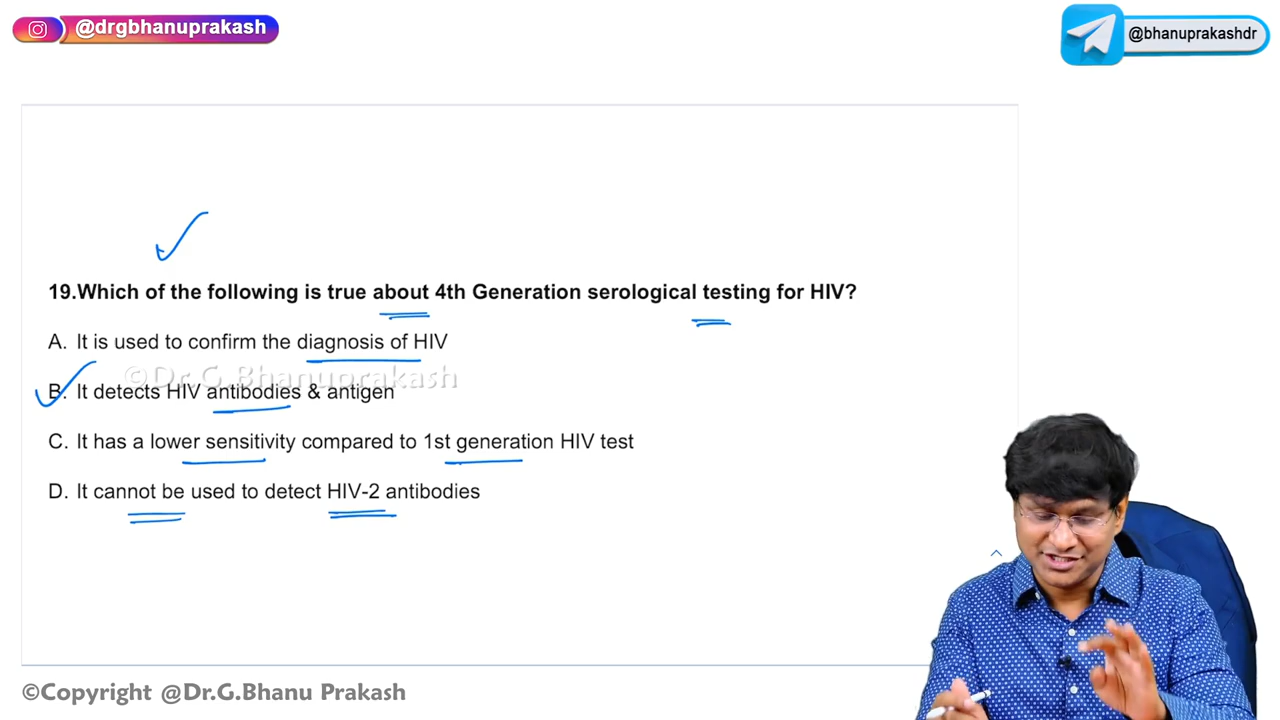 @drgbhanuprakash
@bhanuprakashdr
19.Which of the following is true about 4th Generation serological testing for HIV?
A. It is used to confirm the diagnosis of HIV
©Dr.G.Bhanuprakash
B. It detects HIV antibodies & antigen
C. It has a lower sensitivity compared to 1st generation HIV test
D. It cannot be used to detect HIV-2 antibodies
©Copyright @Dr.G.Bhanu Prakash